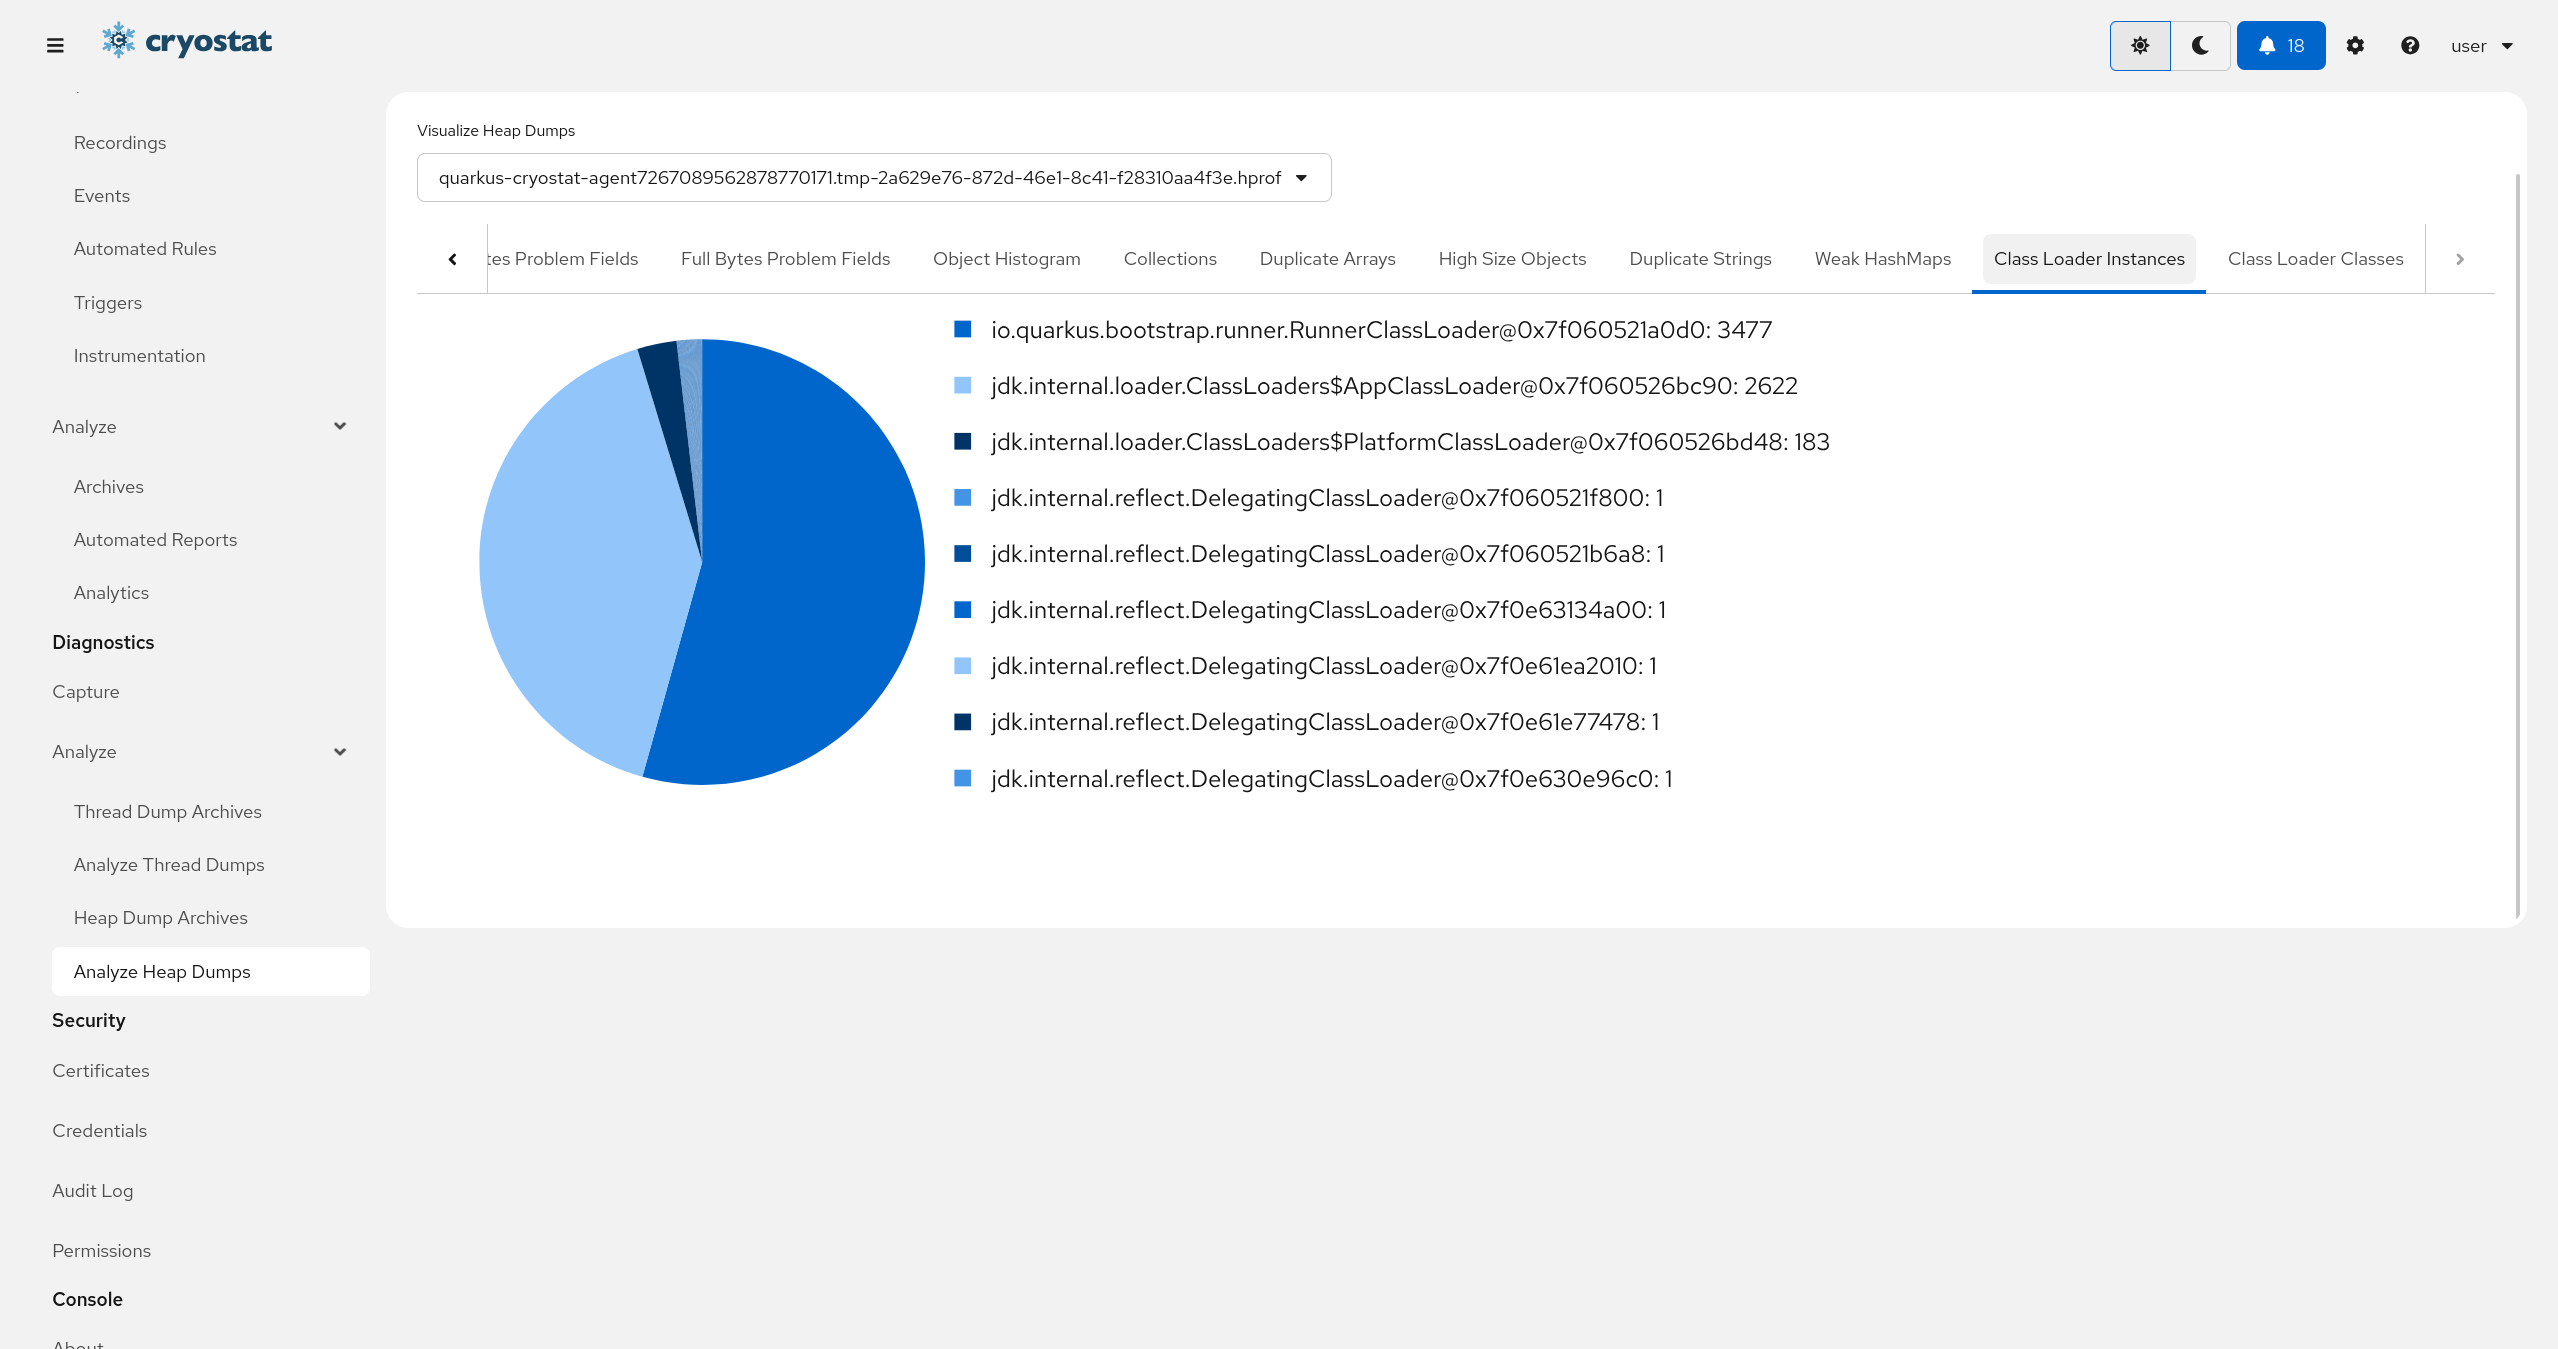 cryostat
18
user
Recordings
Events
Automated Rules
Triggers
Instrumentation
Analyze
Archives
Automated Reports
Analytics
Diagnostics
Capture
Analyze
Thread Dump Archives
Analyze Thread Dumps
Heap Dump Archives
Analyze Heap Dumps
Security
Certificates
Credentials
Audit Log
Permissions
Console
About
Visualize Heap Dumps
quarkus-cryostat-agent7267089562878770171.tmp-2a629e76-872d-46e1-8c41-f28310aa4f3e.hprof
tes Problem Fields Full Bytes Problem Fields Object Histogram Collections Duplicate Arrays High Size Objects Duplicate Strings Weak HashMaps Class Loader Instances Class Loader Classes
io.quarkus.bootstrap.runner.RunnerClassLoader@0x7f060521a0d0: 3477
jdk.internal.loader.ClassLoaders$AppClassLoader@0x7f060526bc90: 2622
jdk.internal.loader.ClassLoaders$PlatformClassLoader@0x7f060526bd48: 183
jdk.internal.reflect.DelegatingClassLoader@0x7f060521f800: 1
jdk.internal.reflect.DelegatingClassLoader@0x7f060521b6a8: 1
jdk.internal.reflect.DelegatingClassLoader@0x7f0e63134a00: 1
jdk.internal.reflect.DelegatingClassLoader@0x7f0e61ea2010: 1
jdk.internal.reflect.DelegatingClassLoader@0x7f0e61e77478: 1
jdk.internal.reflect.DelegatingClassLoader@0x7f0e630e96c0: 1